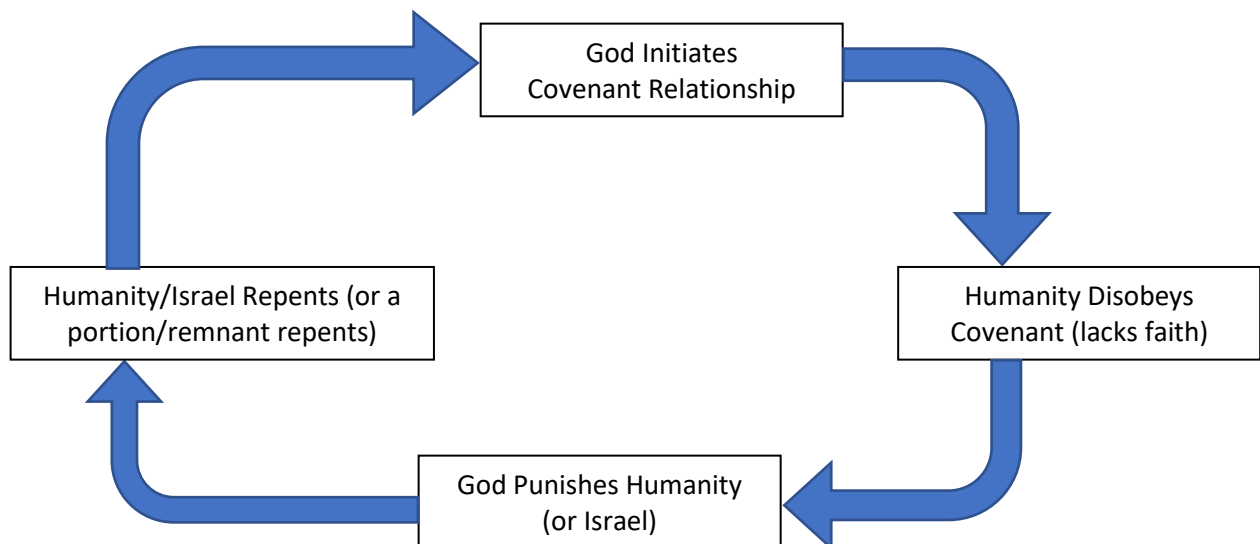 God Initiates
Covenant Relationship
Humanity Disobeys
Covenant (lacks faith)
God Punishes Humanity
(or Israel)
Humanity/Israel Repents (or a
portion/remnant repents)